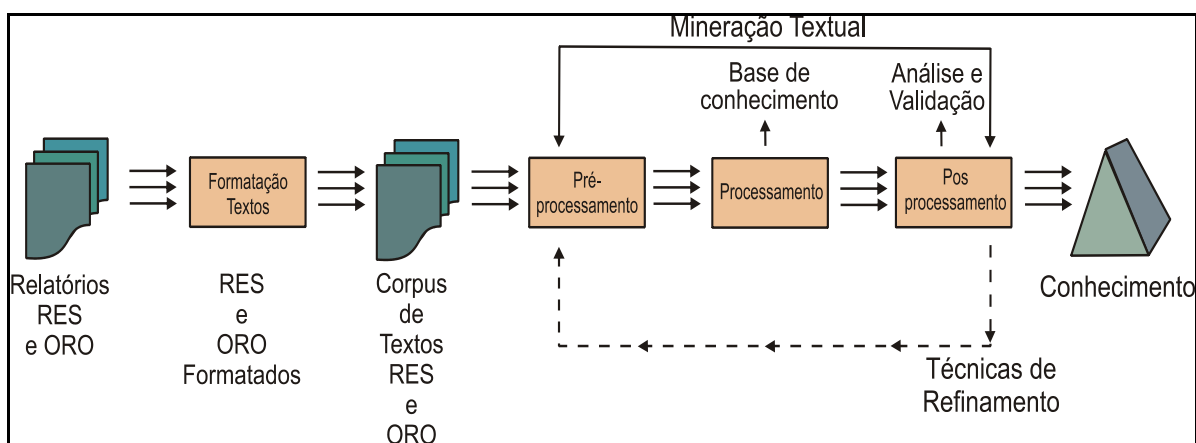 Mineração Textual
Base de
conhecimento
Análise e
Validação
Formatação
Textos
Pré-
processamento
Processamento
Pos
processamento
Relatórios
RES
e ORO
RES
e
ORO
Formatados
Corpus
de
Textos
RES
e
ORO
Conhecimento
Técnicas de
Refinamento